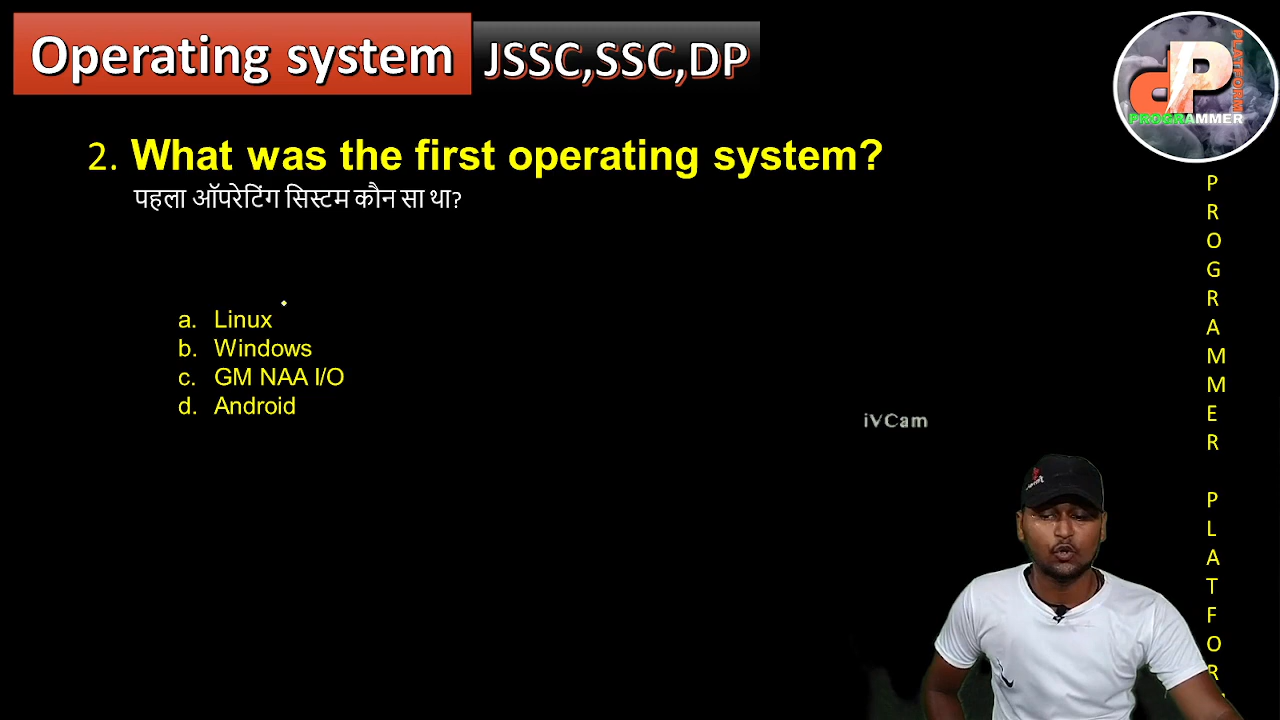 Operating system
JSSC,SSC,DP
PLATFORM
PROGRAMMER
2. What was the first operating system?
पहला ऑपरेटिंग सिस्टम कौन सा था?
a. Linux
b. Windows
c. GM NAA I/O
d. Android
iVCam
P
R
O
G
R
A
M
M
E
R
P
L
A
T
F
O
R